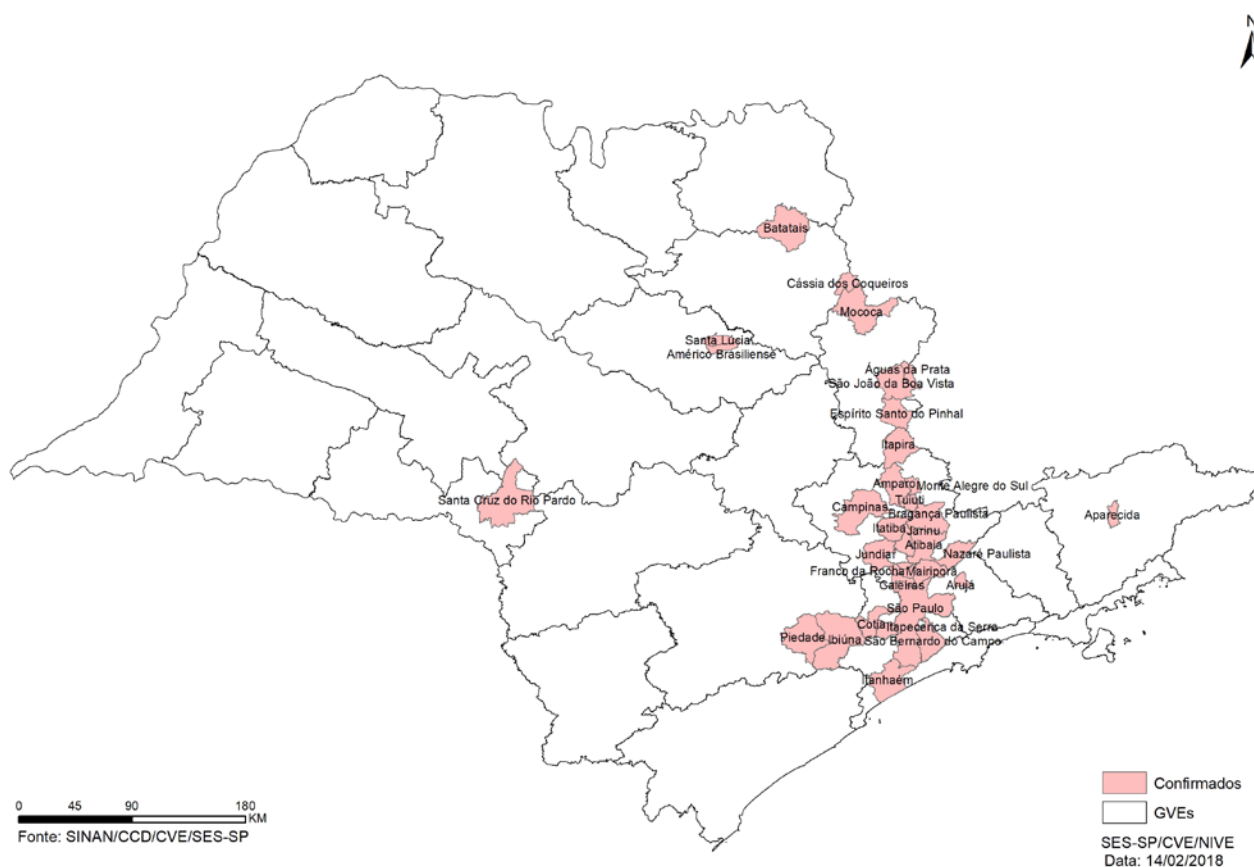 N
Batatais
Cássia dos Coqueiros
Mococa
Santa Lúcia
Américo Brasiliense
Águas da Prata
São João da Boa Vista
Espírito Santo do Pinhal
Itapira
Santa Cruz do Rio Pardo
Amparo
Monte Alegre do Sul
Tuiuti
Campinas
Bragança Paulista
Aparecida
Itatiba
Jarinu
Atibaia
Jundiaí
Nazaré Paulista
Franco da Rocha
Mairiporã
Caieiras
Arujá
São Paulo
Cotia
Itapecerica da Serra
Piedade
Ibiúna
São Bernardo do Campo
Itanhaém
Confirmados
GVEs
0 45 90 180
KM
Fonte: SINAN/CCD/CVE/SES-SP
SES-SP/CVE/NIVE
Data: 14/02/2018